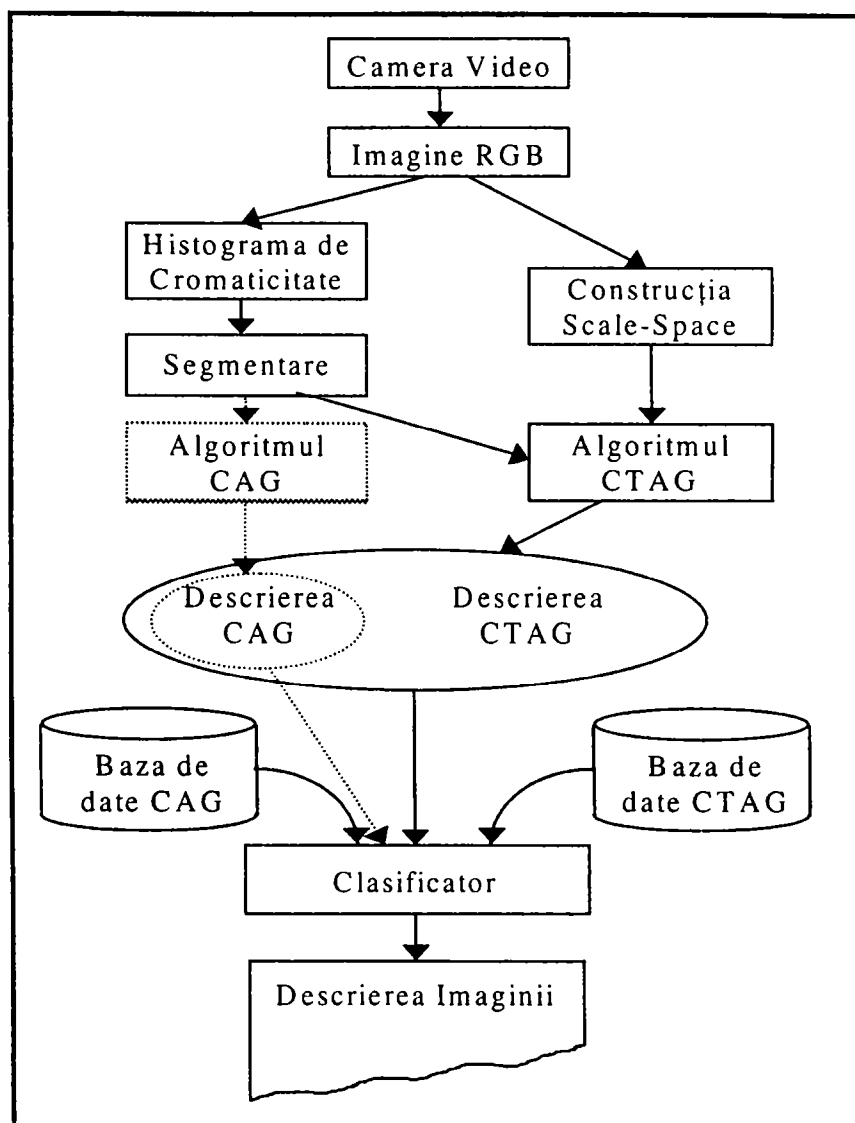 Camera Video
Imagine RGB
Histograma de
Cromaticitate
Construcția
Scale-Space
Segmentare
Algoritmul
CAG
Algoritmul
CTAG
Descrierea
CAG
Descrierea
CTAG
Baza de
date CAG
Baza de
date CTAG
Clasificator
Descrierea Imaginii